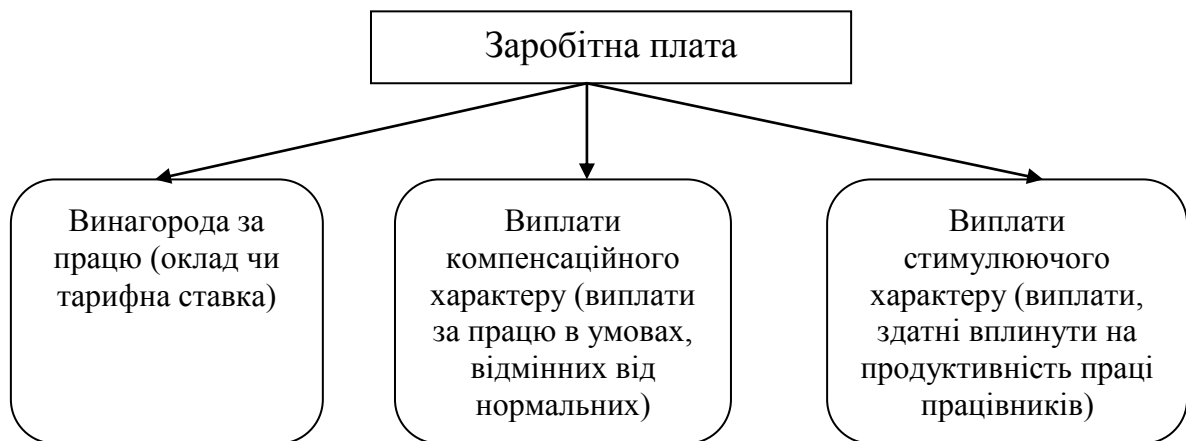 Заробітна плата
Винагорода за
працю (оклад чи
тарифна ставка)
Виплати
компенсаційного
характеру (виплати
за працю в умовах,
відмінних від
нормальних)
Виплати
стимулюючого
характеру (виплати,
здатні вплинути на
продуктивність праці
працівників)